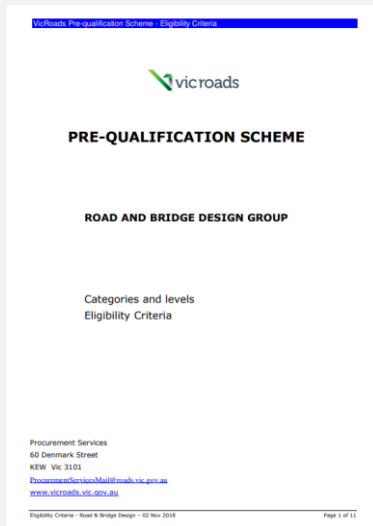 VicRoads Pre-qualification Scheme - Eligibility Criteria
vicroads
PRE-QUALIFICATION SCHEME
ROAD AND BRIDGE DESIGN GROUP
Categories and levels
Eligibility Criteria
Procurement Services
60 Denmark Street
KEW Vic 3101
ProcurementServicesMail@roads.vic.gov.au
www.vicroads.vic.gov.au
Eligibility Criteria - Road & Bridge Design – 02 Nov 2018 Page 1 of 11